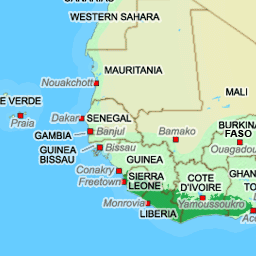 CANARIAS
WESTERN SAHARA
MAURITANIA
Nouakchott
MALI
E VERDE
Praia
Dakar
SENEGAL
GAMBIA
Banjul
Bamako
BURKINA
FASO
Ouagadou
GUINEA
BISSAU
Bissau
GUINEA
Conakry
Freetown
SIERRA
LEONE
COTE
D'IVOIRE
GHAN
TO
Monrovia
LIBERIA
Yamoussoukro
Ac